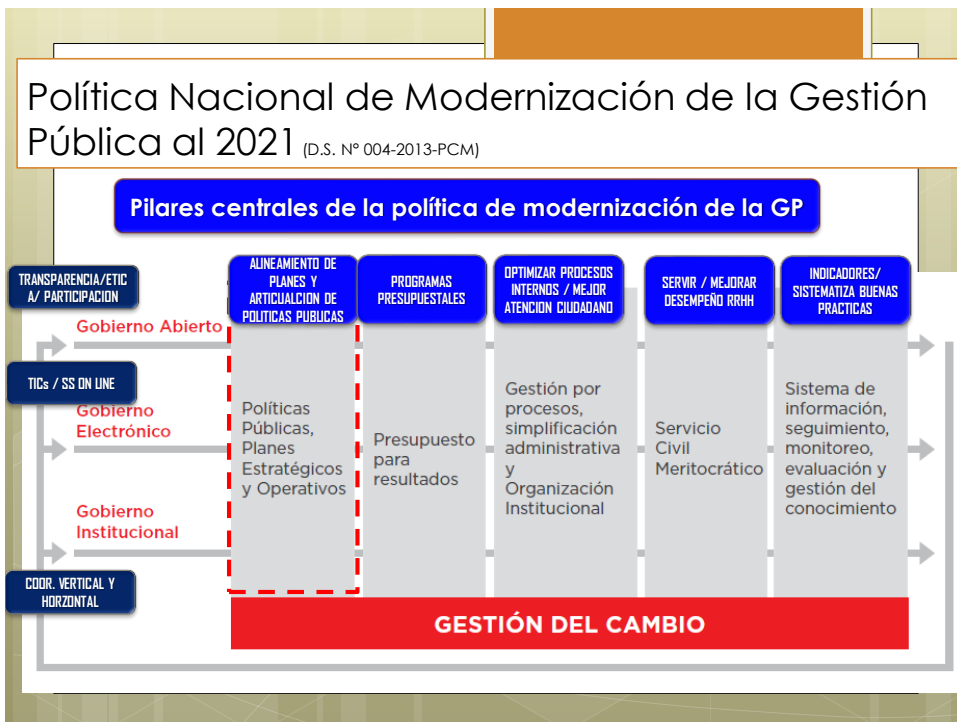 Política Nacional de Modernización de la Gestión
Pública al 2021 (D.S. Nº 004-2013-PCM)
Pilares centrales de la política de modernización de la GP
TRANSPARENCIA/ETIC
A/ PARTICIPACION
ALINEAMIENTO DE
PLANES Y
ARTICUALCION DE
POLITICAS PUBLICAS
PROGRAMAS
PRESUPUESTALES
OPTIMIZAR PROCESOS
INTERNOS / MEJOR
ATENCION CIUDADANO
SERVIR / MEJORAR
DESEMPEÑO RRHH
INDICADORES/
SISTEMATIZA BUENAS
PRACTICAS
Gobierno Abierto
TICs / SS ON LINE
Gobierno
Electrónico
Gobierno
Institucional
COOR. VERTICAL Y
HORZONTAL
Políticas
Públicas,
Planes
Estratégicos
y Operativos
Presupuesto
para
resultados
Gestión por
procesos,
simplificación
administrativa
y
Organización
Institucional
Servicio
Civil
Meritocrático
Sistema de
información,
seguimiento,
monitoreo,
evaluación y
gestión del
conocimiento
GESTIÓN DEL CAMBIO